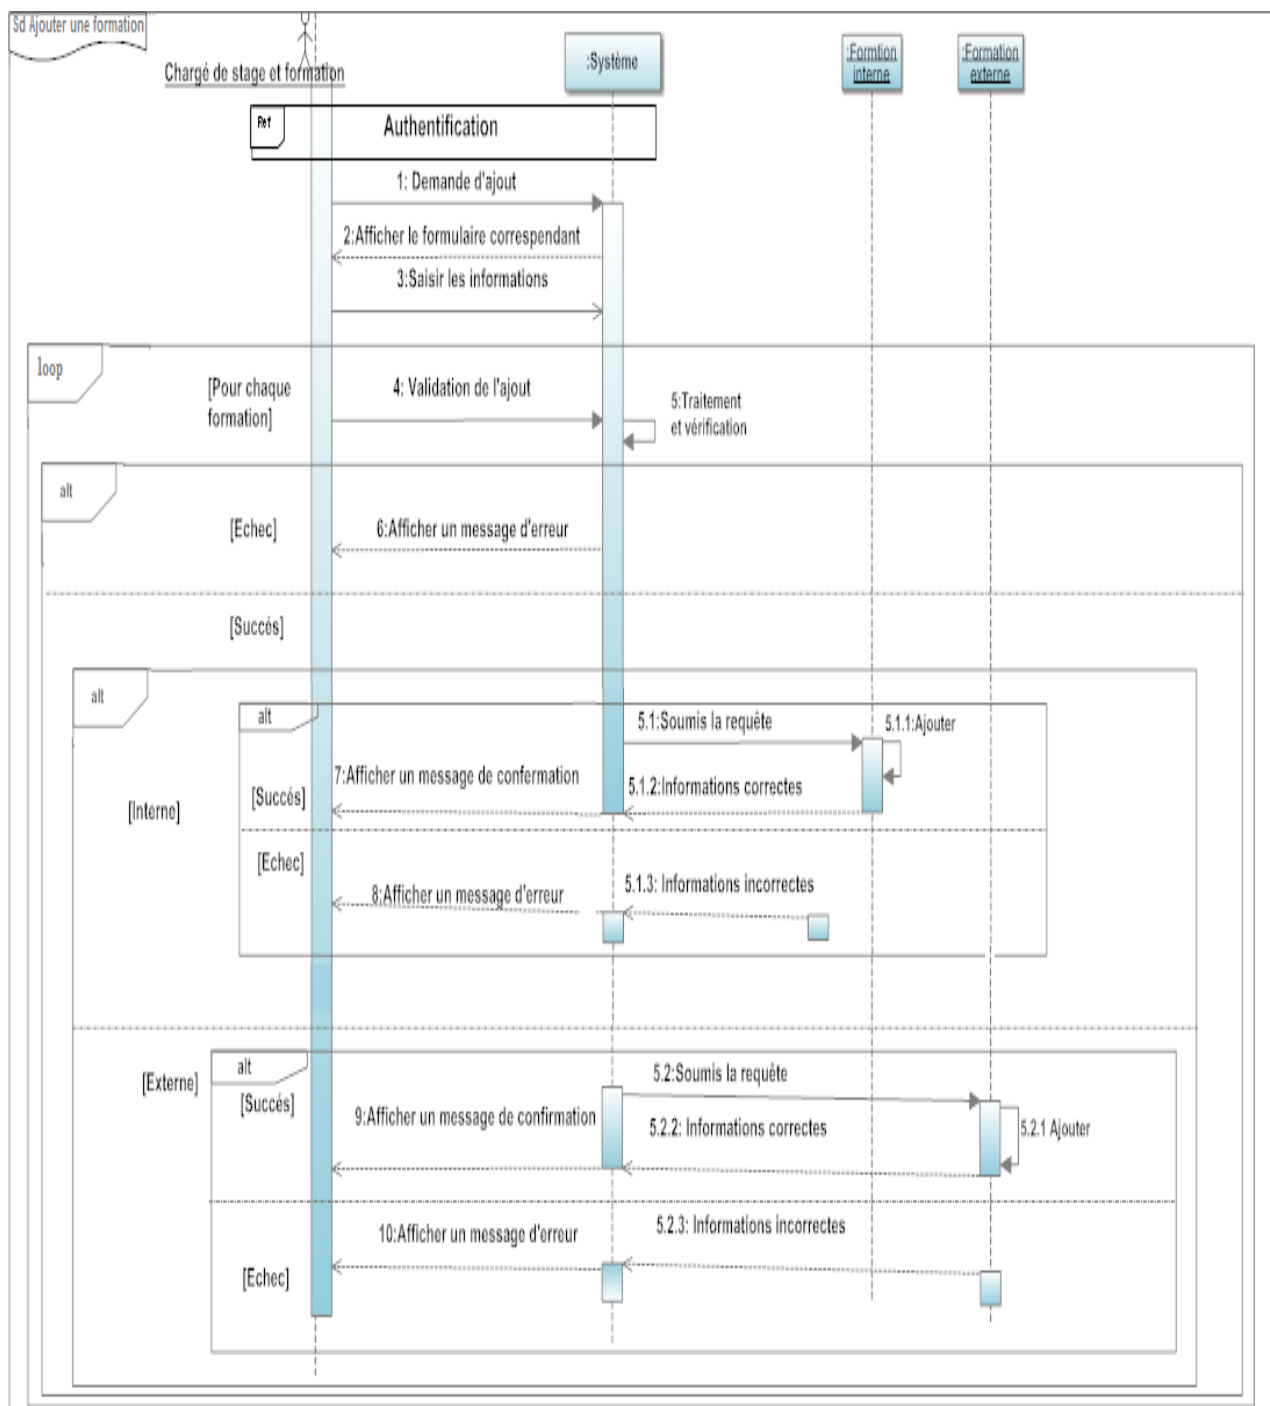 Sd Ajouter une formation
Chargé de stage et formation
:Système
:Formtion
interne
:Formation
externe
Ref
Authentification
1: Demande d'ajout
2:Afficher le formulaire correspendant
3:Saisir les informations
loop
[Pour chaque
formation]
4: Validation de l'ajout
5:Traitement
et vérification
alt
[Echec]
6:Afficher un message d'erreur
[Succés]
alt
alt
5.1:Soumis la requête
5.1.1:Ajouter
7:Afficher un message de confermation
5.1.2:Informations correctes
[Succés]
[Interne]
[Echec]
8:Afficher un message d'erreur
5.1.3: Informations incorrectes
alt
[Externe]
[Succés]
5.2:Soumis la requête
9:Afficher un message de confirmation
5.2.2: Informations correctes
5.2.1 Ajouter
10:Afficher un message d'erreur
5.2.3: Informations incorrectes
[Echec]